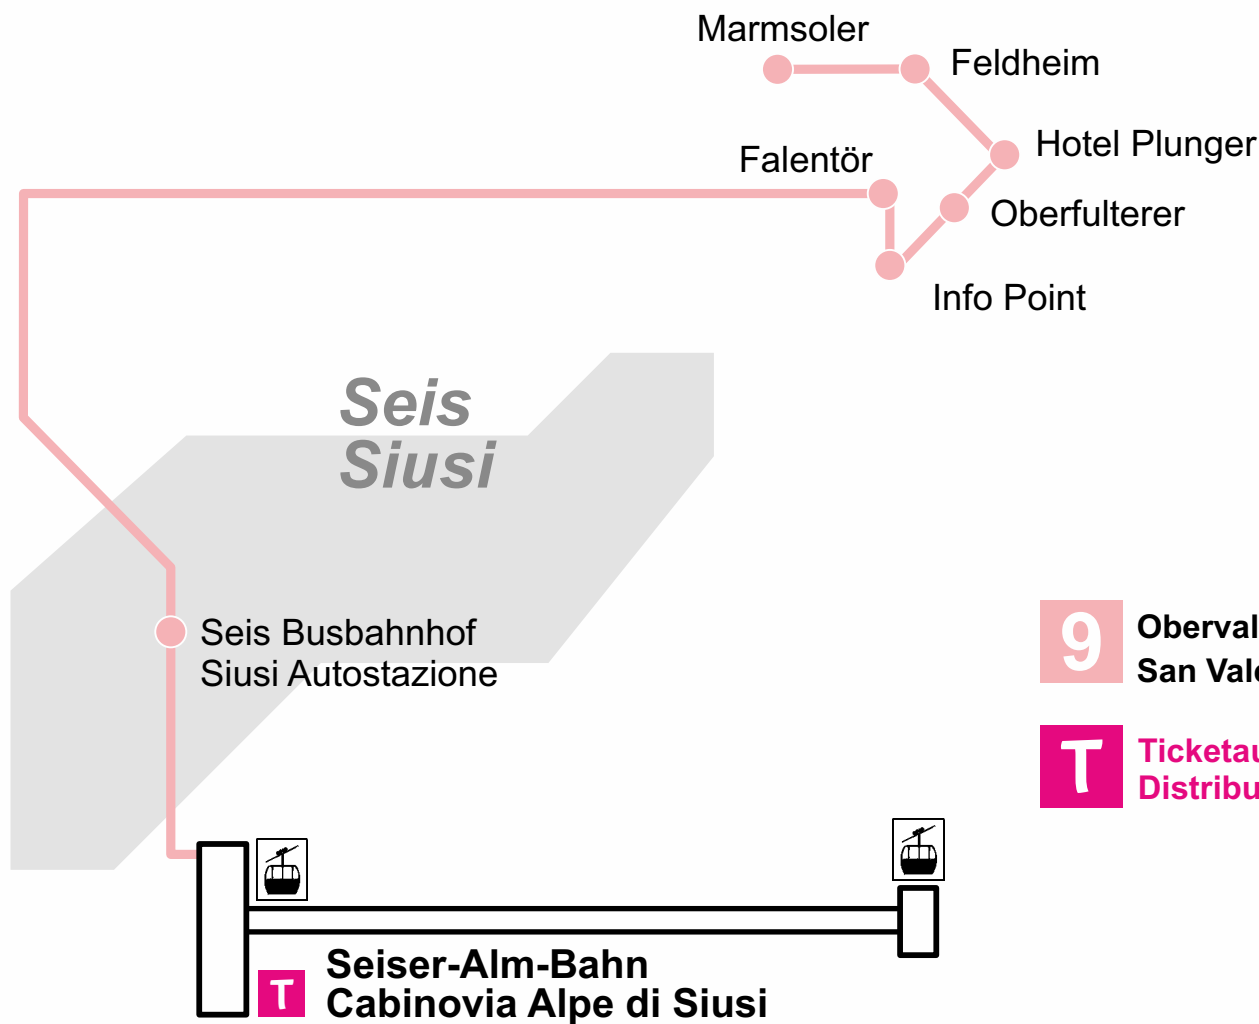 Marmsoler
Feldheim
Hotel Plunger
Falentör
Oberfulterer
Info Point
Seis
Siusi
Seis Busbahnhof
Siusi Autostazione
9
San
T
T
Seiser-Alm-Bahn
Cabinovia Alpe di Siusi